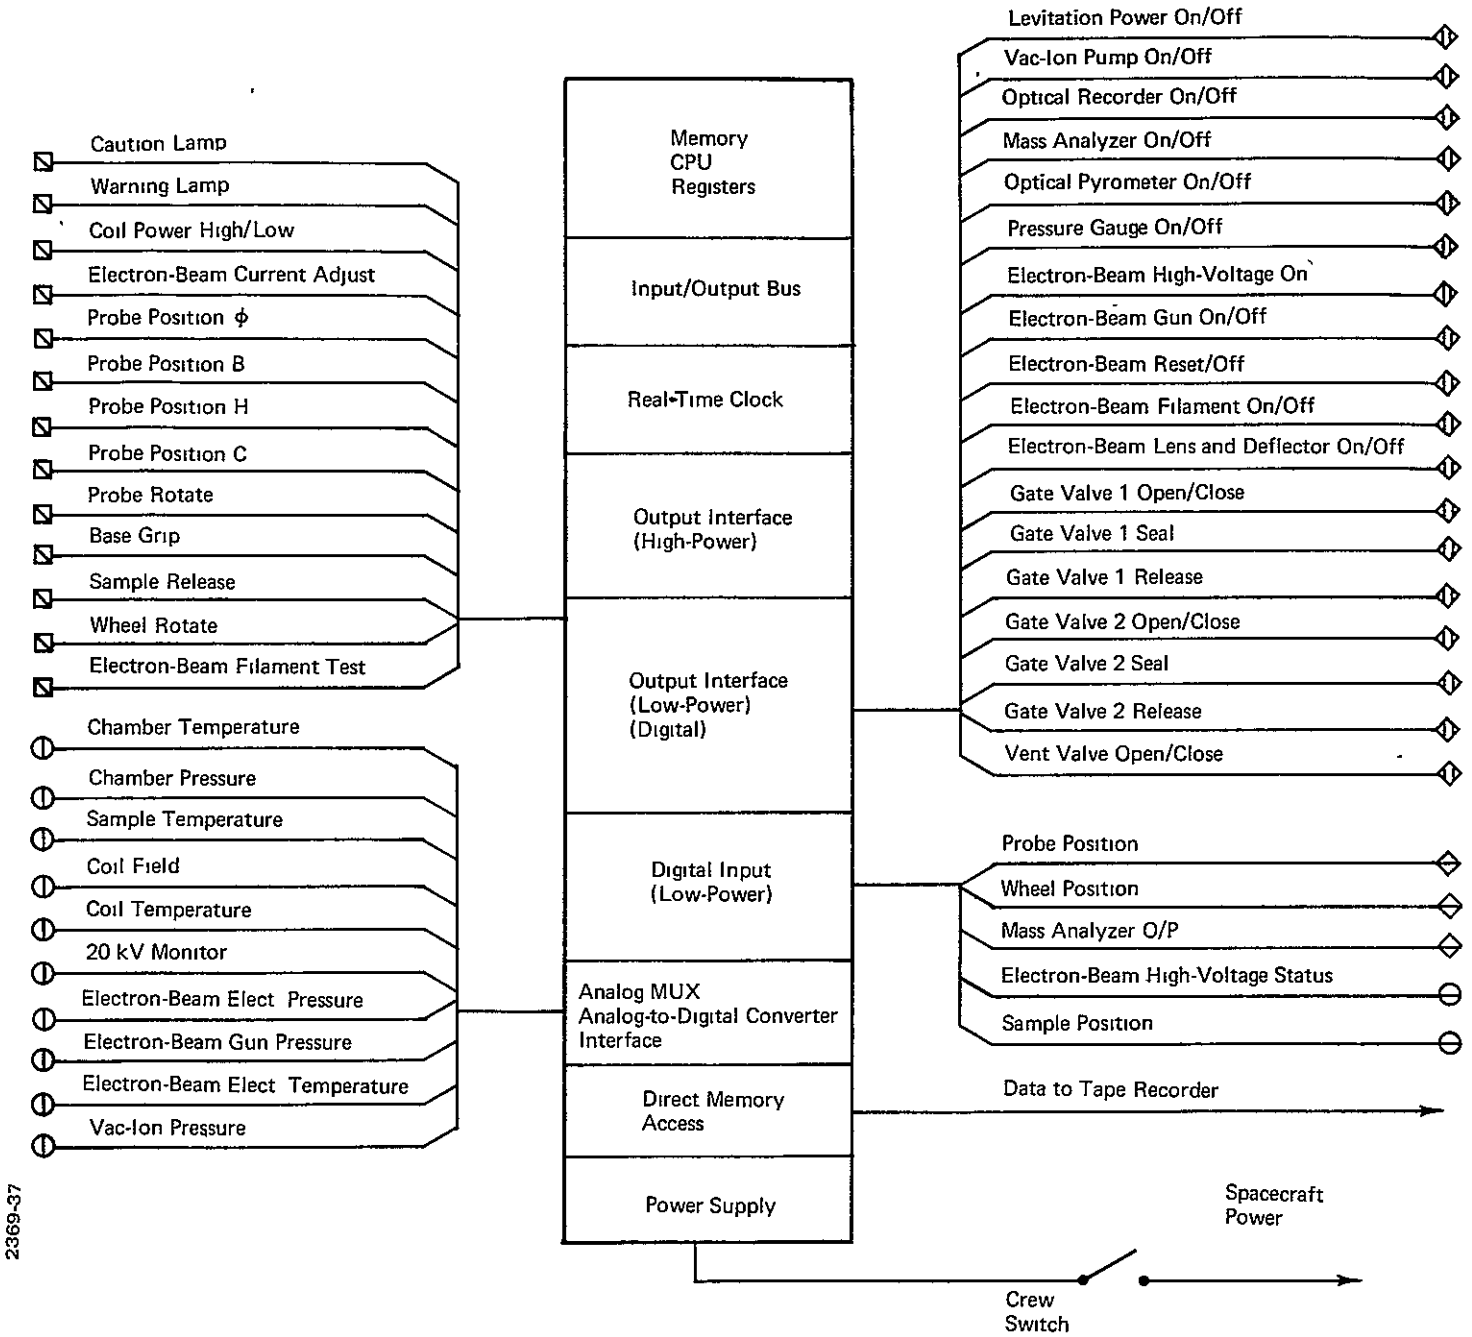 Caution Lamp
Warning Lamp
Coil Power High/Low
Electron-Beam Current Adjust
Probe Position ϕ
Probe Position B
Probe Position H
Probe Position C
Probe Rotate
Base Grip
Sample Release
Wheel Rotate
Electron-Beam Filament Test
Chamber Temperature
Chamber Pressure
Sample Temperature
Coil Field
Coil Temperature
20 kV Monitor
Electron-Beam Elect Pressure
Electron-Beam Gun Pressure
Electron-Beam Elect Temperature
Vac-Ion Pressure
2369-37
Memory
CPU
Registers
Input/Output Bus
Real-Time Clock
Output Interface
(High-Power)
Output Interface
(Low-Power)
(Digital)
Digital Input
(Low-Power)
Analog MUX
Analog-to-Digital Converter
Interface
Direct Memory
Access
Power Supply
Levitation Power On/Off
Vac-Ion Pump On/Off
Optical Recorder On/Off
Mass Analyzer On/Off
Optical Pyrometer On/Off
Pressure Gauge On/Off
Electron-Beam High-Voltage On
Electron-Beam Gun On/Off
Electron-Beam Reset/Off
Electron-Beam Filament On/Off
Electron-Beam Lens and Deflector On/Off
Gate Valve 1 Open/Close
Gate Valve 1 Seal
Gate Valve 1 Release
Gate Valve 2 Open/Close
Gate Valve 2 Seal
Gate Valve 2 Release
Vent Valve Open/Close
Probe Position
Wheel Position
Mass Analyzer O/P
Electron-Beam High-Voltage Status
Sample Position
Data to Tape Recorder
Spacecraft
Power
Crew
Switch